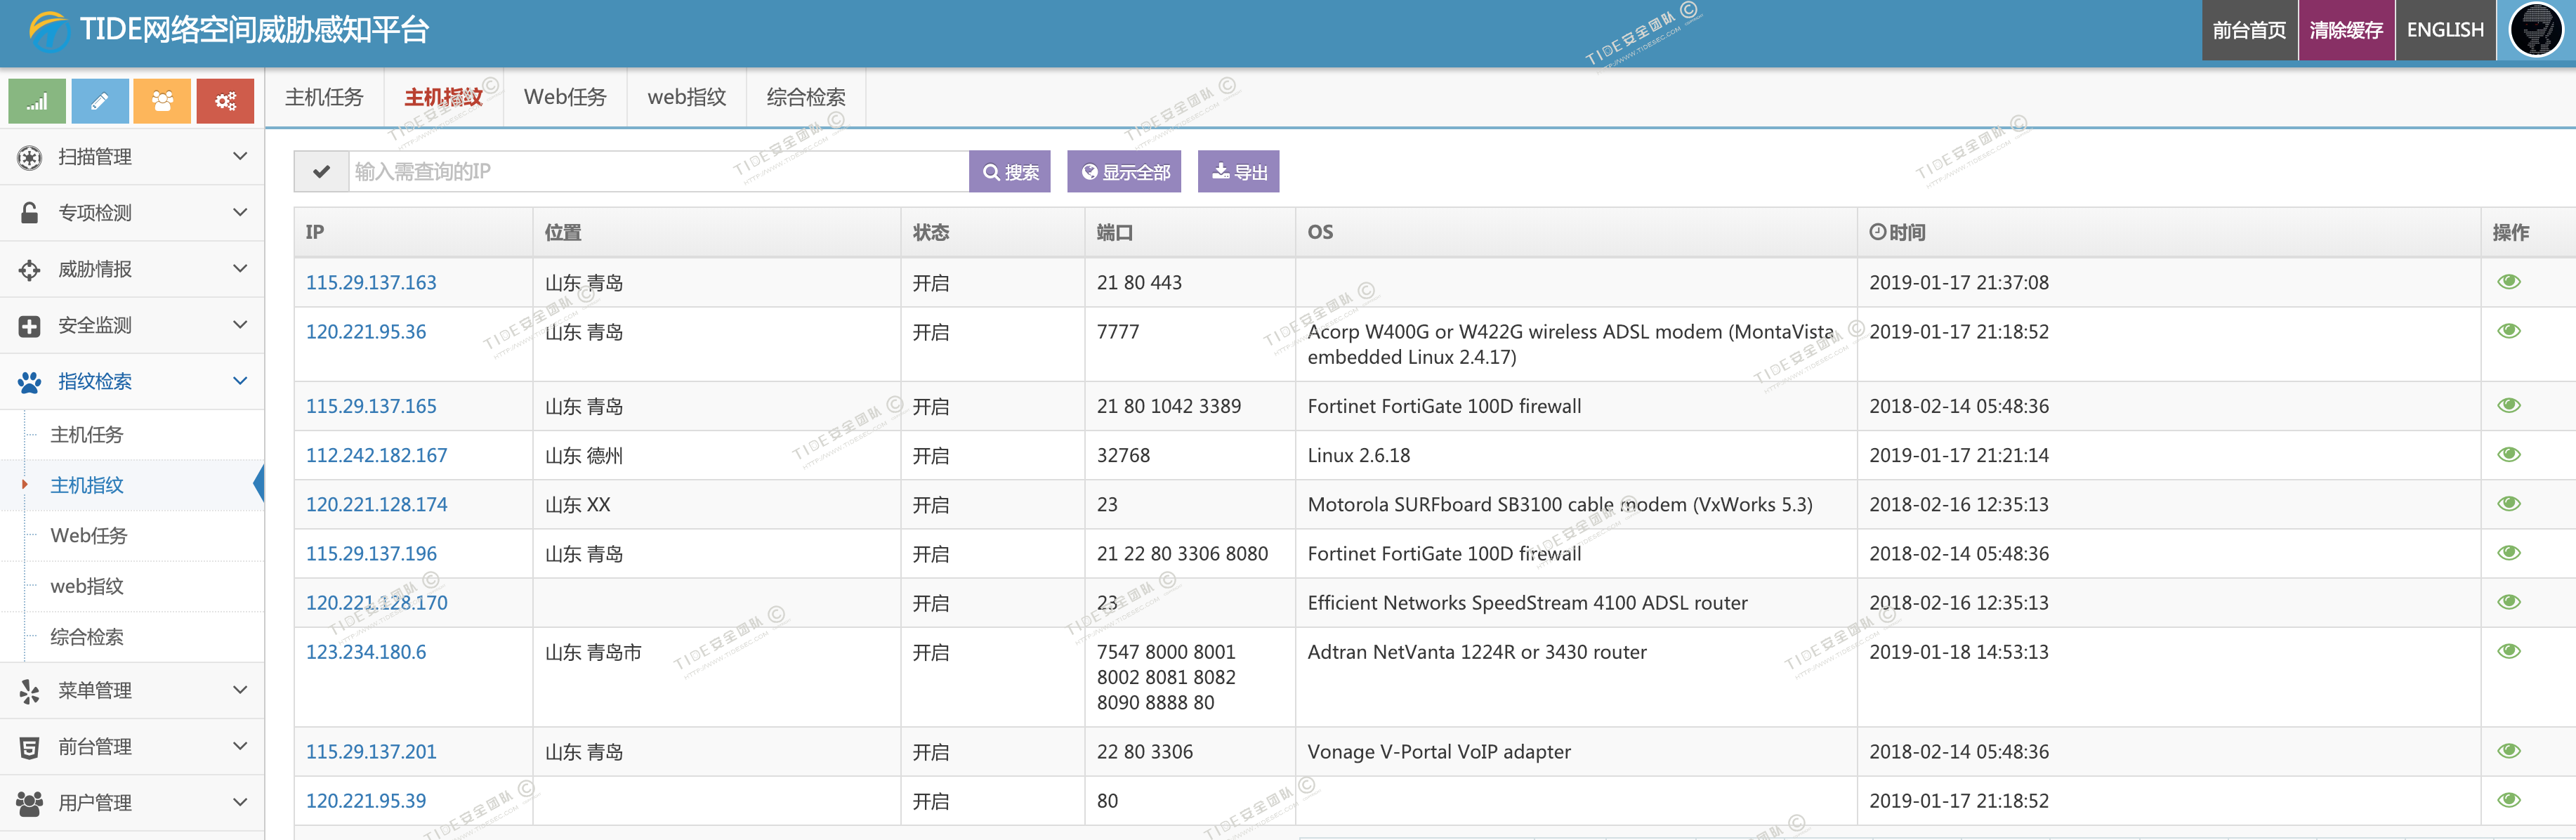 TIDE网络空间威胁感知平台
前台首页 清除缓存 ENGLISH
主机任务 主机指纹 Web任务 web指纹 综合检索
扫描管理
专项检测
威胁情报
安全监测
指纹检索
主机任务
主机指纹
Web任务
web指纹
综合检索
菜单管理
前台管理
用户管理
输入需查询的IP 搜索 显示全部 导出
IP 位置 状态 端口 OS 时间 操作
115.29.137.163 山东 青岛 开启 21 80 443 2019-01-17 21:37:08
120.221.95.36 山东 青岛 开启 7777 Acorp W400G or W422G wireless ADSL modem (MontaVista 2019-01-17 21:18:52
embedded Linux 2.4.17)
115.29.137.165 山东 青岛 开启 21 80 1042 3389 Fortinet FortiGate 100D firewall 2018-02-14 05:48:36
112.242.182.167 山东 德州 开启 32768 Linux 2.6.18 2019-01-17 21:21:14
120.221.128.174 山东 XX 开启 23 Motorola SURFboard SB3100 cable modem (VxWorks 5.3) 2018-02-16 12:35:13
115.29.137.196 山东 青岛 开启 21 22 80 3306 8080 Fortinet FortiGate 100D firewall 2018-02-14 05:48:36
120.221.128.170 开启 23 Efficient Networks SpeedStream 4100 ADSL router 2018-02-16 12:35:13
123.234.180.6 山东 青岛市 开启 7547 8000 8001 Adtran NetVanta 1224R or 3430 router 2019-01-18 14:53:13
8002 8081 8082
8090 8888 80
115.29.137.201 山东 青岛 开启 22 80 3306 Vonage V-Portal VoIP adapter 2018-02-14 05:48:36
120.221.95.39 开启 80 2019-01-17 21:18:52
TIDE安全团队 ©
HTTP://WWW.TIDESEC.COM